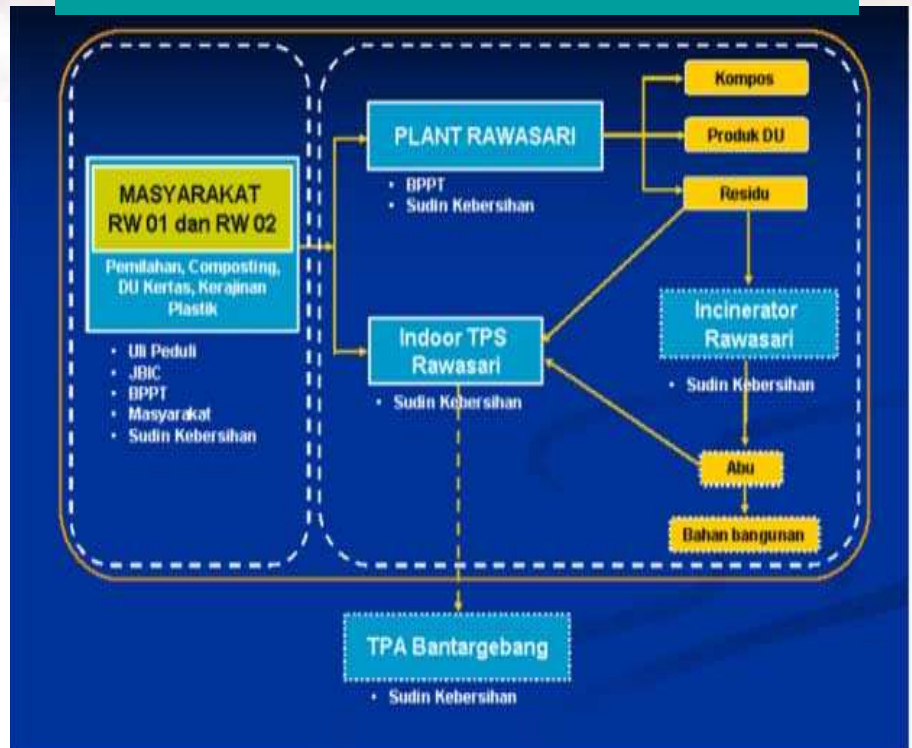 MASYARAKAT
RW 01 dan RW 02
Pemilahan, Composting,
DU Kertas, Kerajinan
Plastik
• Uli Peduli
• JBIC
• BPPT
• Masyarakat
• Sudin Kebersihan
PLANT RAWASARI
• BPPT
• Sudin Kebersihan
Kompos
Produk DU
Residu
Indoor TPS
Rawasari
• Sudin Kebersihan
Incinerator
Rawasari
• Sudin Kebersihan
Abu
Bahan bangunan
TPA Bantargebang
• Sudin Kebersihan